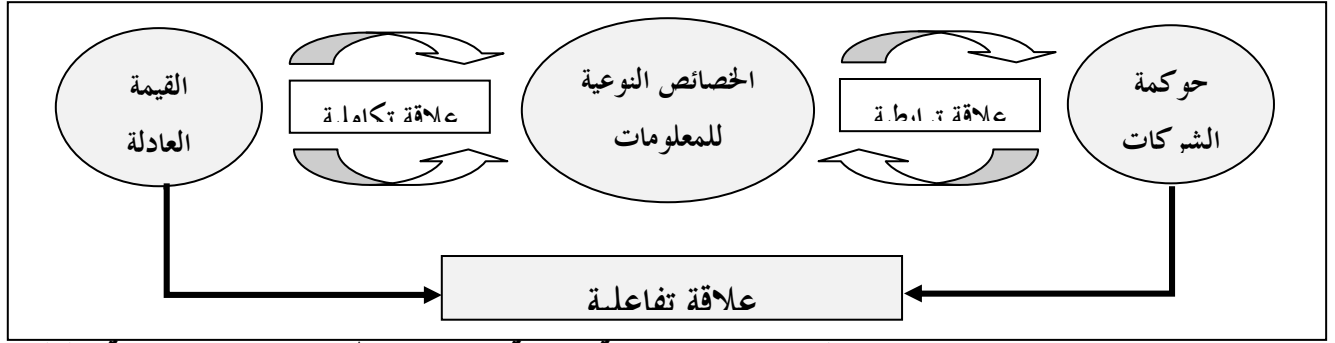 حوكمة
الشركات
علاقة ترابطية
الخصائص النوعية
للمعلومات
علاقة تكاملية
القيمة
العادلة
علاقة تفاعلية